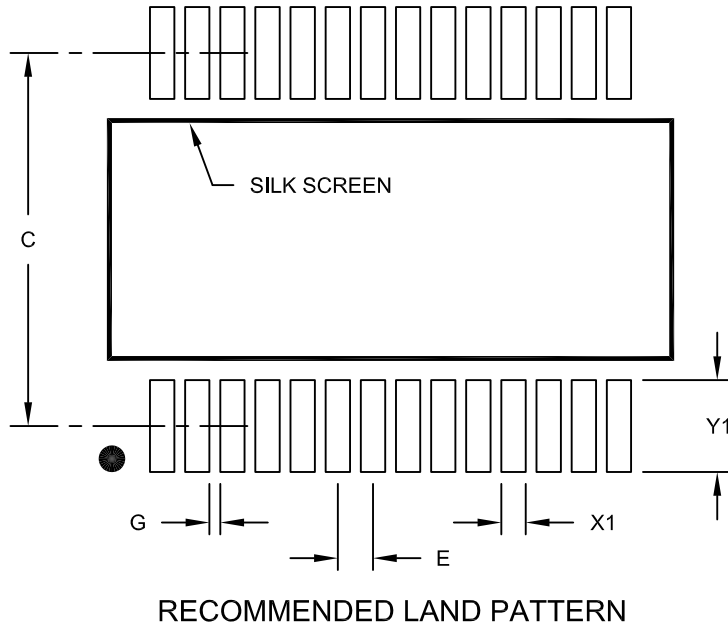 SILK SCREEN
C
Y1
G
X1
E
RECOMMENDED LAND PATTERN